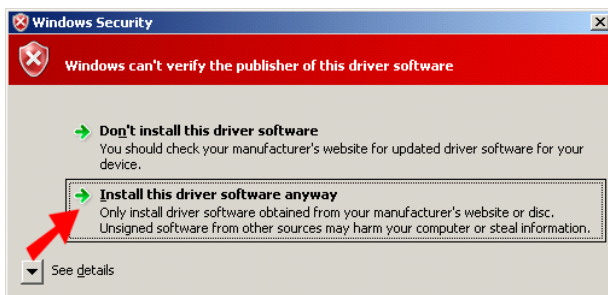 Windows Security
Windows can't verify the publisher of this driver software
Don't install this driver software
You should check your manufacturer's website for updated driver software for your
device.
Install this driver software anyway
Only install driver software obtained from your manufacturer's website or disc.
Unsigned software from other sources may harm your computer or steal information.
See details